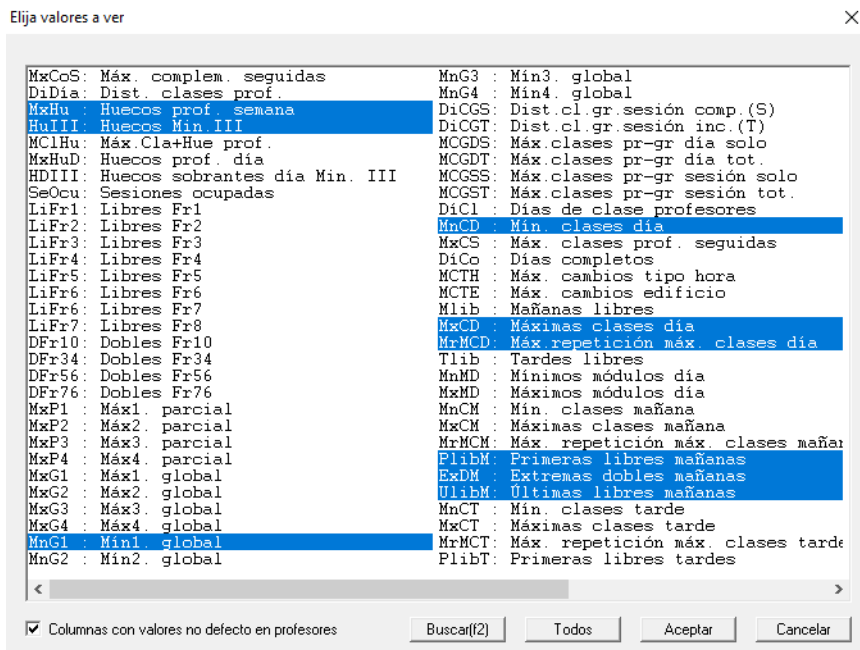 Elija valores a ver
MxCoS: Máx. complem. seguidas
DiDía: Dist. clases prof.
MxHu : Huecos prof. semana
HuIII: Huecos Min.III
MClHu: Máx.Cla+Hue prof.
MxHuD: Huecos prof. día
HDIII: Huecos sobrantes día Min. III
SeOcu: Sesiones ocupadas
LiFr1: Libres Fr1
LiFr2: Libres Fr2
LiFr3: Libres Fr3
LiFr4: Libres Fr4
LiFr5: Libres Fr5
LiFr6: Libres Fr6
LiFr6: Libres Fr7
LiFr7: Libres Fr8
DFr10: Dobles Fr10
DFr34: Dobles Fr34
DFr56: Dobles Fr56
DFr76: Dobles Fr76
MxP1 : Máx1. parcial
MxP2 : Máx2. parcial
MxP3 : Máx3. parcial
MxP4 : Máx4. parcial
MxG1 : Máx1. global
MxG2 : Máx2. global
MxG3 : Máx3. global
MxG4 : Máx4. global
MnG1 : Mín1. global
MnG2 : Mín2. global
MnG3 : Mín3. global
MnG4 : Mín4. global
DiCGS: Dist.cl.gr.sesión comp.(S)
DiCGT: Dist.cl.gr.sesión inc.(T)
MCGDS: Máx.clases pr-gr día solo
MCGDT: Máx.clases pr-gr día tot.
MCGSS: Máx.clases pr-gr sesión solo
MCGST: Máx.clases pr-gr sesión tot.
DíCl : Días de clase profesores
MnCD : Mín. clases día
MxCS : Máx. clases prof. seguidas
DíCo : Días completos
MCTH : Máx. cambios tipo hora
MCTE : Máx. cambios edificio
Mlib : Mañanas libres
MxCD : Máximas clases día
MrMCD: Máx.repetición máx. clases día
Tlib : Tardes libres
MnMD : Mínimos módulos día
MxMD : Máximos módulos día
MnCM : Mín. clases mañana
MxCM : Máximas clases mañana
MrMCM: Máx. repetición máx. clases mañan
PlibM: Primeras libres mañanas
ExDM : Extremas dobles mañanas
UlibM: Últimas libres mañanas
MnCT : Mín. clases tarde
MxCT : Máximas clases tarde
MrMCT: Máx. repetición máx. clases tarde
PlibT: Primeras libres tardes
Columnas con valores no defecto en profesores
Buscar(f2)
Todos
Aceptar
Cancelar